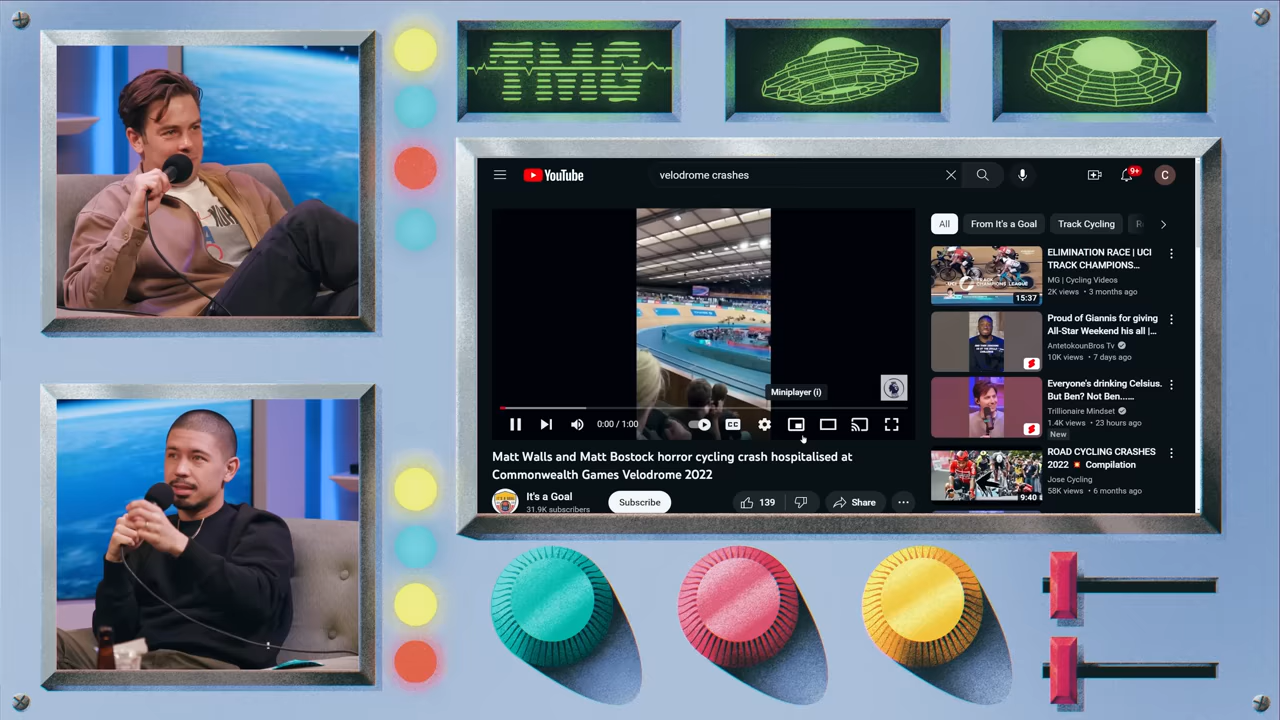 TMG
YouTube
velodrome crashes
9+
C
All
From It's a Goal
Track Cycling
R
Miniplayer (i)
0:00 / 1:00
CC
Matt Walls and Matt Bostock horror cycling crash hospitalised at
Commonwealth Games Velodrome 2022
It's a Goal
31.9K subscribers
Subscribe
139
Share
ELIMINATION RACE | UCI
TRACK CHAMPIONS...
MG | Cycling Videos
2K views • 3 months ago
TRACK
CHAMPIONS
LEAGUE
15:37
Proud of Giannis for giving
All-Star Weekend his all |...
AntetokounBros Tv
10K views • 7 days ago
Everyone's drinking Celsius.
But Ben? Not Ben.....
Trillionaire Mindset
1.4K views • 23 hours ago
New
ROAD CYCLING CRASHES
2022 💥 Compilation
Jose Cycling
58K views • 6 months ago
9:40